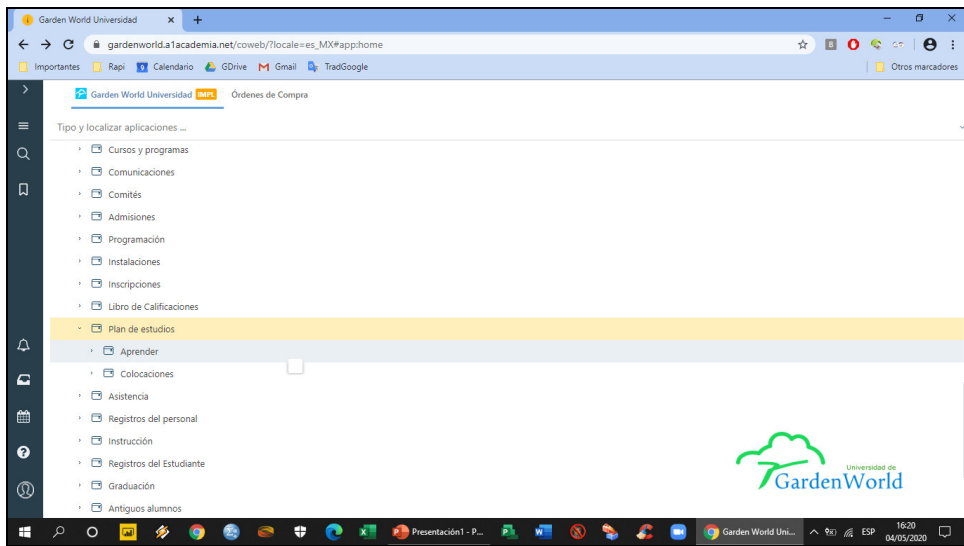 Garden World Universidad
gardenworld.a1academia.net/coweb/?locale=es_MX#app:home
Importantes Rapi Calendario GDrive Gmail TradGoogle Otros marcadores
Garden World Universidad IMPL Órdenes de Compra
Tipo y localizar aplicaciones ...
Cursos y programas
Comunicaciones
Comités
Admisiones
Programación
Instalaciones
Inscripciones
Libro de Calificaciones
Plan de estudios
Aprender
Colocaciones
Asistencia
Registros del personal
Instrucción
Registros del Estudiante
Graduación
Antiguos alumnos
Universidad de
GardenWorld
Presentación1 - P... Garden World Uni... ESP 16:20
04/05/2020